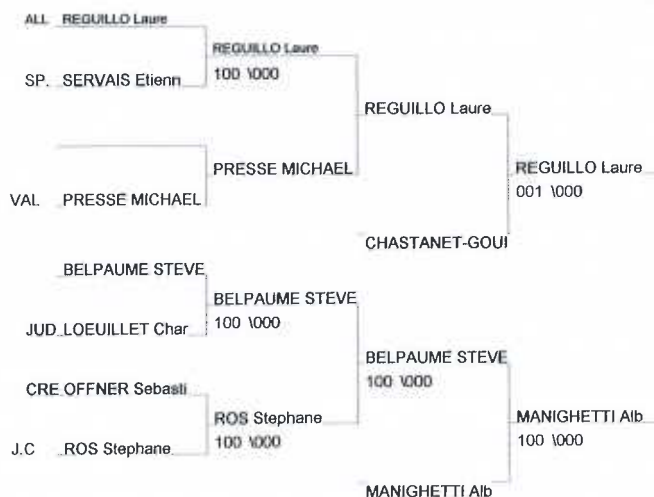 ALL REGUILLO Laure
REGUILLO Laure
100 \000
SP. SERVAIS Etienn
REGUILLO Laure
PRESSE MICHAEL
REGUILLO Laure
001 \000
VAL PRESSE MICHAEL
CHASTANET-GOUI
BELPAUME STEVE
BELPAUME STEVE
100 \000
JUD LOEUILLET Char
BELPAUME STEVE
100 \000
CRE OFFNER Sebasti
ROS Stephane
100 \000
MANIGHETTI Alb
100 \000
J.C ROS Stephane
MANIGHETTI Alb